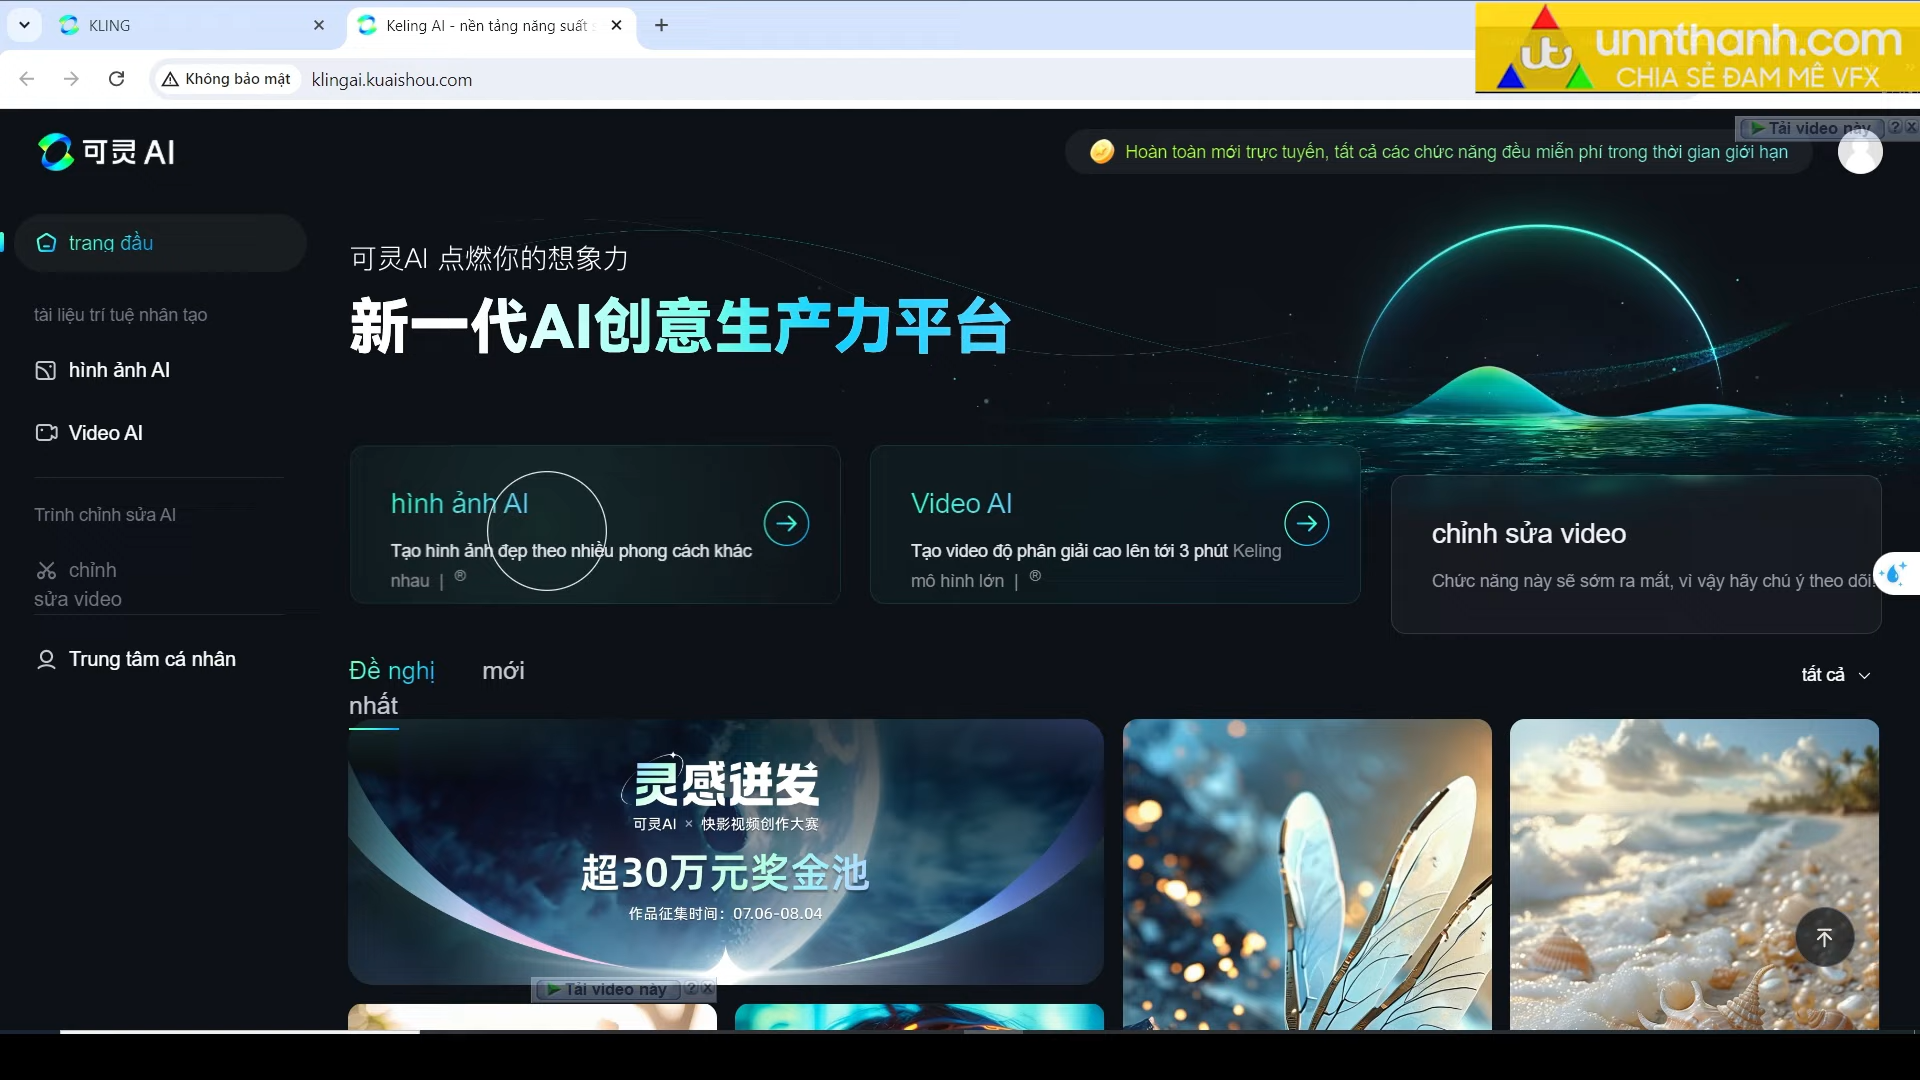 KLING
Keling AI - nền tảng năng suất
unnthanh.com
CHIA SẺ ĐAM MÊ VFX
Không bảo mật
klingai.kuaishou.com
Tải video này
可灵 AI
Hoàn toàn mới trực tuyến, tất cả các chức năng đều miễn phí trong thời gian giới hạn
trang đầu
可灵AI 点燃你的想象力
新一代AI创意生产力平台
tài liệu trí tuệ nhân tạo
hình ảnh AI
Video AI
Trình chỉnh sửa AI
chỉnh
sửa video
Trung tâm cá nhân
hình ảnh AI
Tạo hình ảnh đẹp theo nhiều phong cách khác
nhau | ®
Video AI
Tạo video độ phân giải cao lên tới 3 phút Keling
mô hình lớn | ®
chỉnh sửa video
Chức năng này sẽ sớm ra mắt, vì vậy hãy chú ý theo dõi!
Đề nghị mới
nhất
tất cả
灵感迸发
可灵AI × 快影视频创作大赛
超30万元奖金池
作品征集时间：07.06-08.04
Tải video này